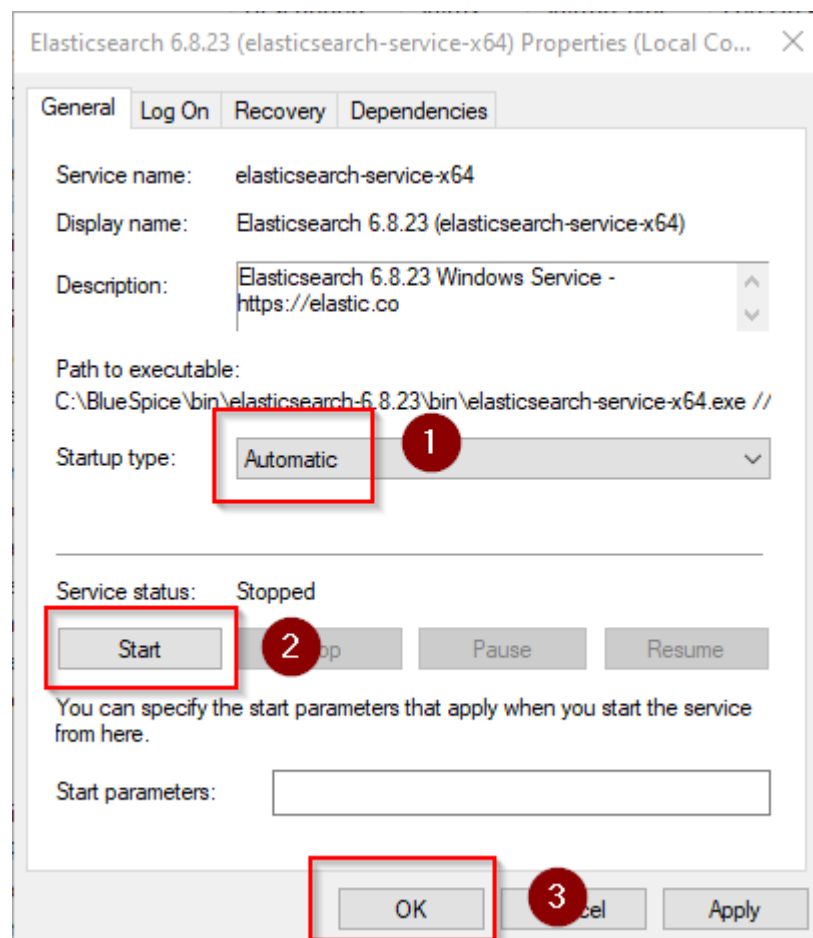 Elasticsearch 6.8.23 (elasticsearch-service-x64) Properties (Local Co...
General Log On Recovery Dependencies
Service name: elasticsearch-service-x64
Display name: Elasticsearch 6.8.23 (elasticsearch-service-x64)
Description: Elasticsearch 6.8.23 Windows Service -
https://elastic.co
Path to executable:
C:\BlueSpice\bin\elasticsearch-6.8.23\bin\elasticsearch-service-x64.exe //
Startup type: Automatic 1
Service status: Stopped
Start 2 Pause Resume
You can specify the start parameters that apply when you start the service
from here.
Start parameters:
OK 3 Apply